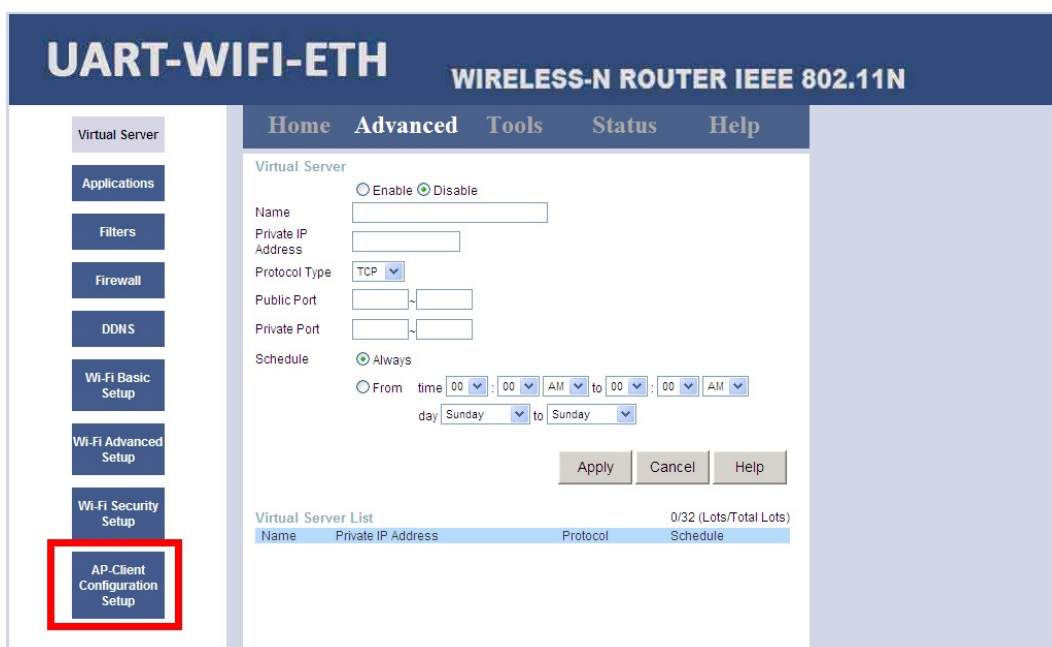 UART-WIFI-ETH
WIRELESS-N ROUTER IEEE 802.11N
Virtual Server
Applications
Filters
Firewall
DDNS
Wi-Fi Basic
Setup
Wi-Fi Advanced
Setup
Wi-Fi Security
Setup
AP-Client
Configuration
Setup
Home Advanced Tools Status Help
Virtual Server
Enable Disable
Name
Private IP
Address
Protocol Type TCP
Public Port ~
Private Port ~
Schedule Always
From time 00 : 00 AM to 00 : 00 AM
day Sunday to Sunday
Apply Cancel Help
Virtual Server List 0/32 (Lots/Total Lots)
Name Private IP Address Protocol Schedule